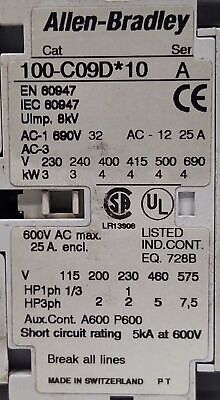 Allen-Bradley
Cat Ser
100-C09D*10 A
EN 60947
IEC 60947
UImp. 8kV
CE
AC-1 690V 32 AC - 12 25 A
AC-3
V 230 240 400 415 500 690
kW 3 3 4 4 4 4
SA UL
LR13908
600V AC max.
25 A. encl.
LISTED
IND.CONT.
EQ. 728B
V 115 200 230 460 575
HP1ph 1/3 1
HP3ph 2 2 5 7,5
Aux.Cont. A600 P600
Short circuit rating 5kA at 600V
Break all lines
MADE IN SWITZERLAND P T